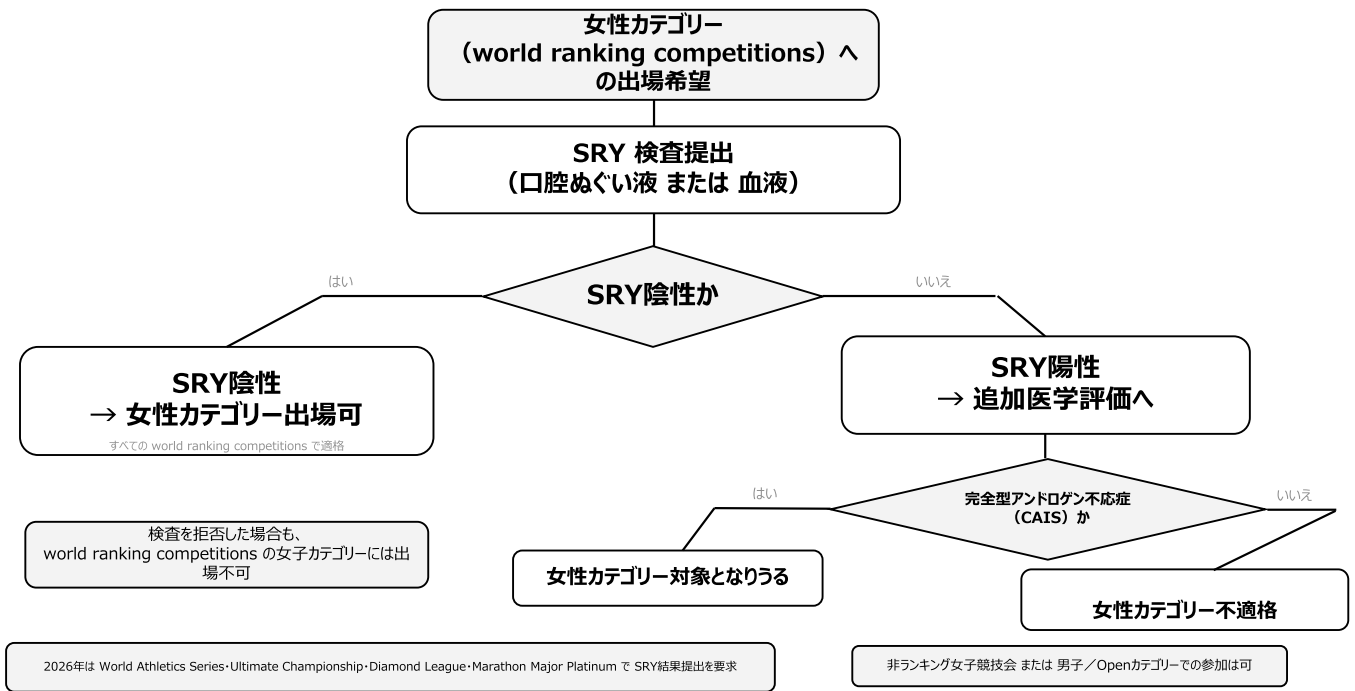 女性カテゴリー
（world ranking competitions）へ
の出場希望
SRY 検査提出
（口腔ぬぐい液 または 血液）
はい
SRY陰性か
いいえ
SRY陰性
→ 女性カテゴリー出場可
すべての world ranking competitions で適格
SRY陽性
→ 追加医学評価へ
はい
完全型アンドロゲン不応症
（CAIS）か
いいえ
検査を拒否した場合も、
world ranking competitions の女子カテゴリーには出
場不可
女性カテゴリー対象となりうる
女性カテゴリー不適格
2026年は World Athletics Series・Ultimate Championship・Diamond League・Marathon Major Platinum で SRY結果提出を要求
非ランキング女子競技会 または 男子／Openカテゴリーでの参加は可